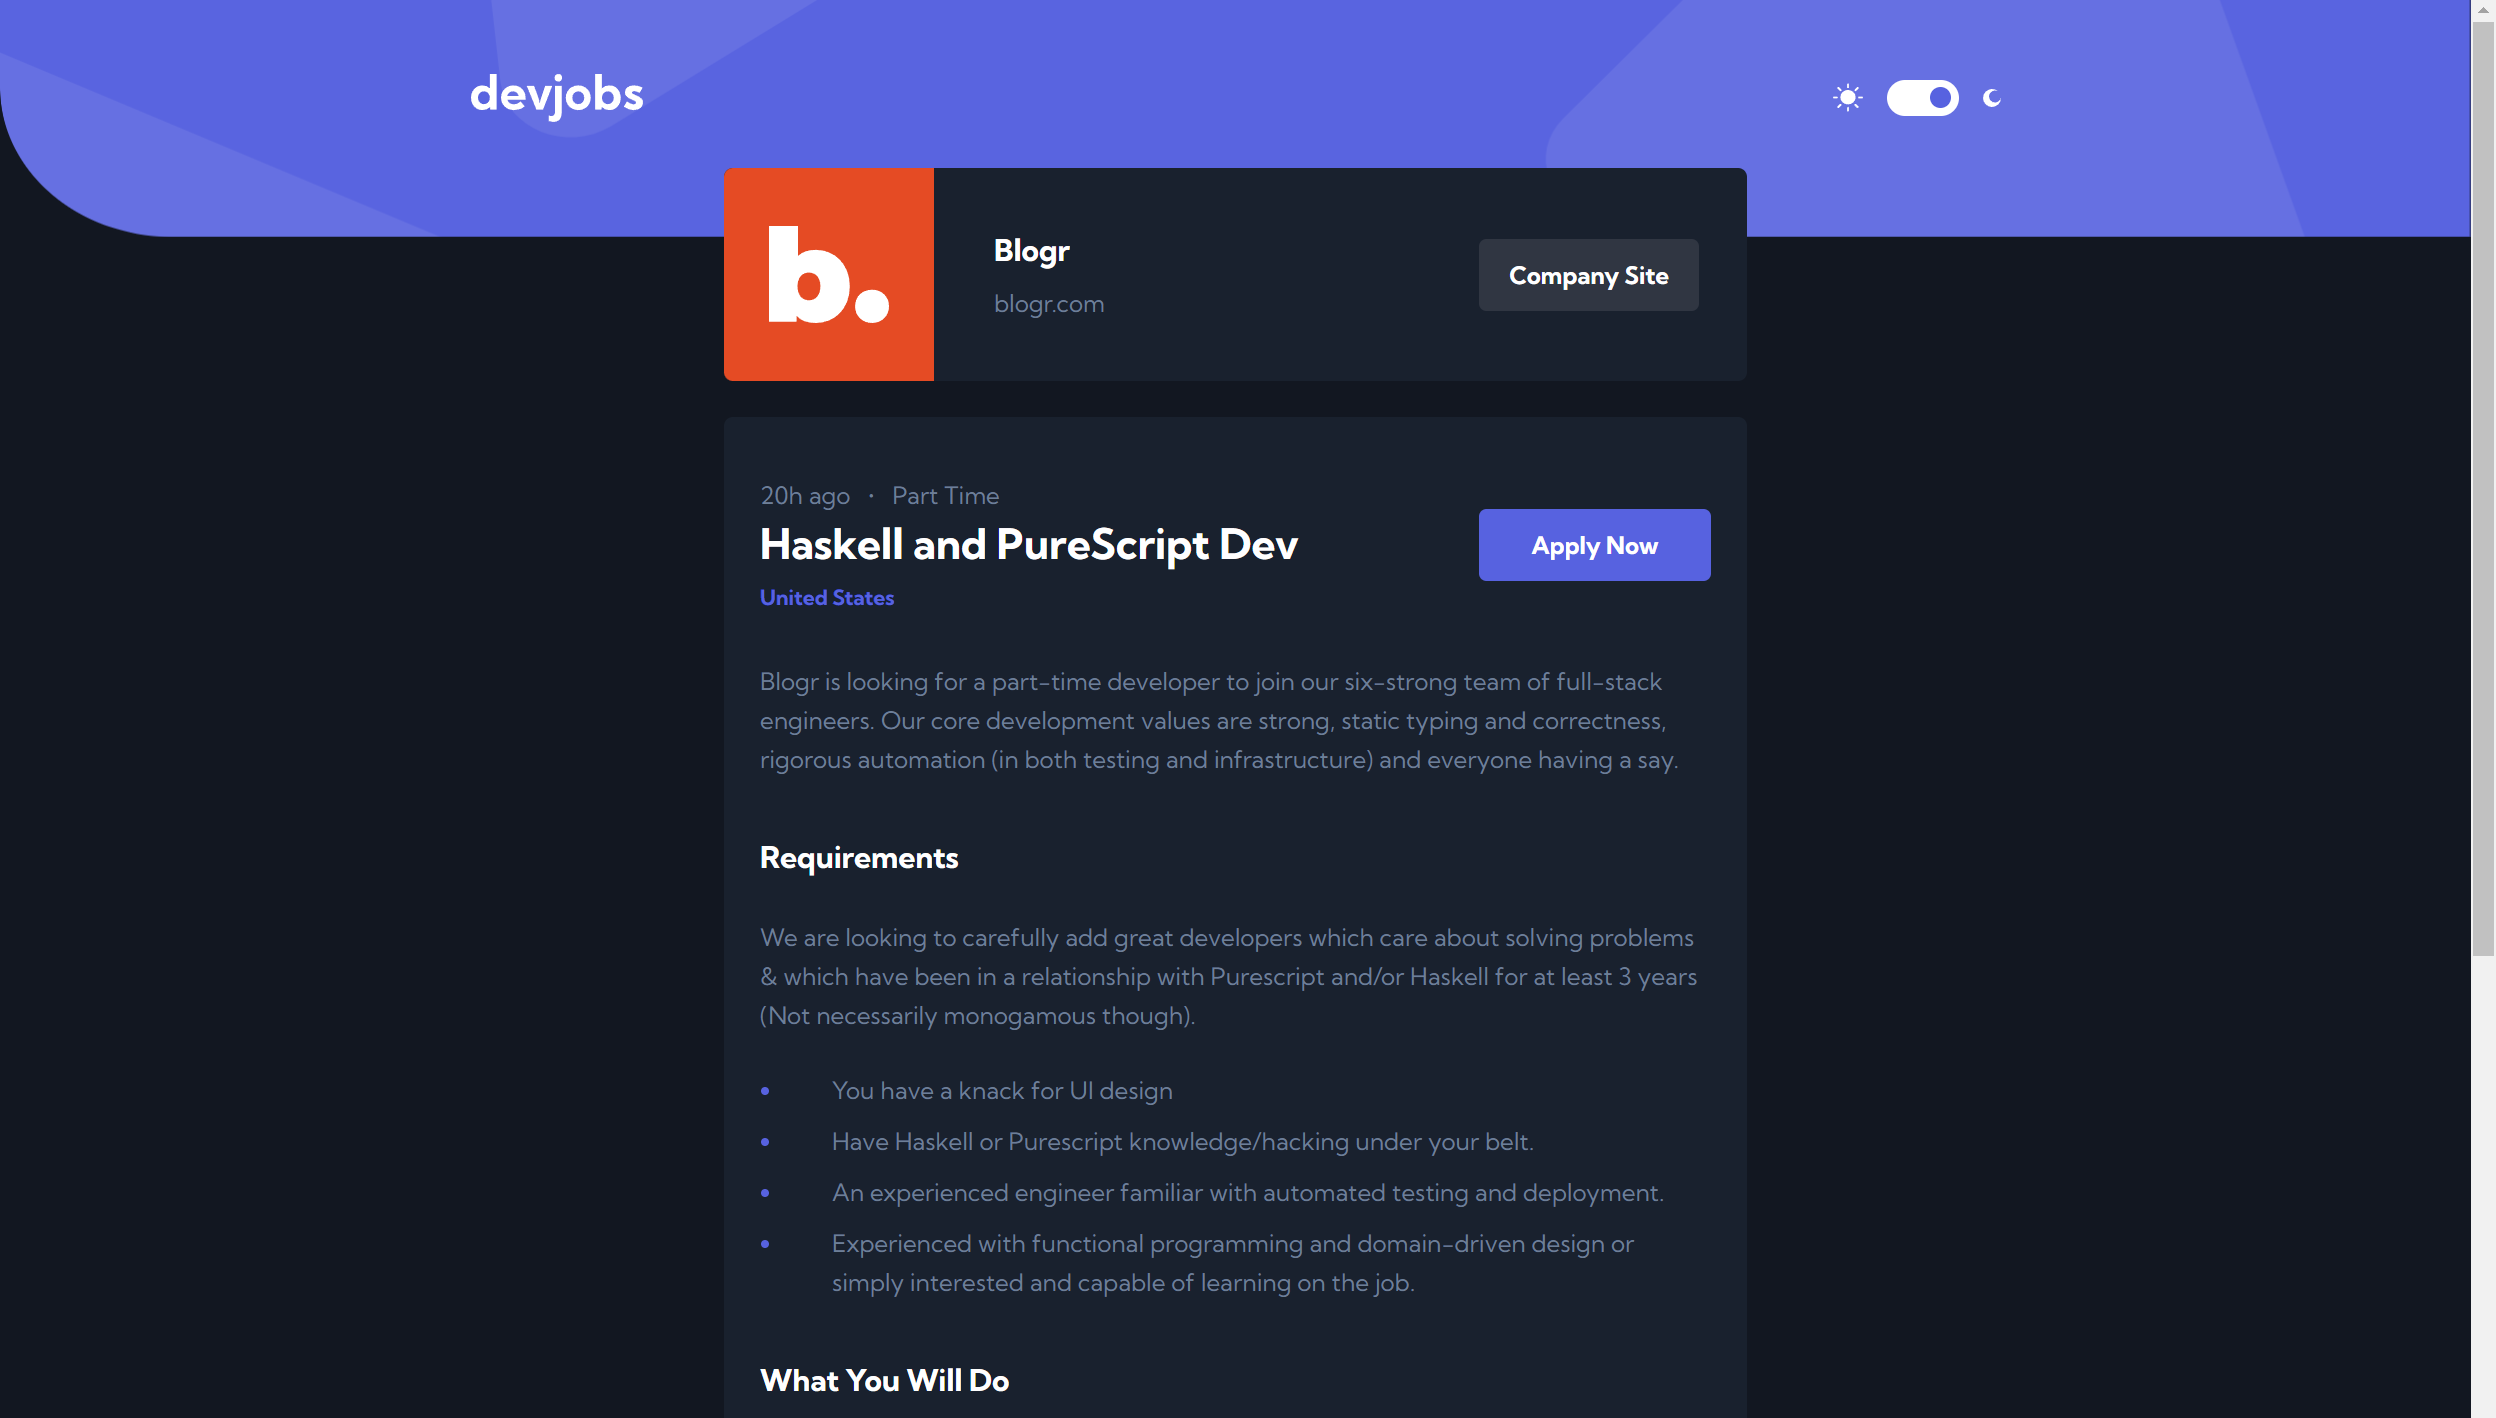 devjobs
b.
Blogr
blogr.com
Company Site
20h ago · Part Time
Haskell and PureScript Dev
United States
Apply Now
Blogr is looking for a part-time developer to join our six-strong team of full-stack
engineers. Our core development values are strong, static typing and correctness,
rigorous automation (in both testing and infrastructure) and everyone having a say.
Requirements
We are looking to carefully add great developers which care about solving problems
& which have been in a relationship with Purescript and/or Haskell for at least 3 years
(Not necessarily monogamous though).
• You have a knack for UI design
• Have Haskell or Purescript knowledge/hacking under your belt.
• An experienced engineer familiar with automated testing and deployment.
• Experienced with functional programming and domain-driven design or
simply interested and capable of learning on the job.
What You Will Do